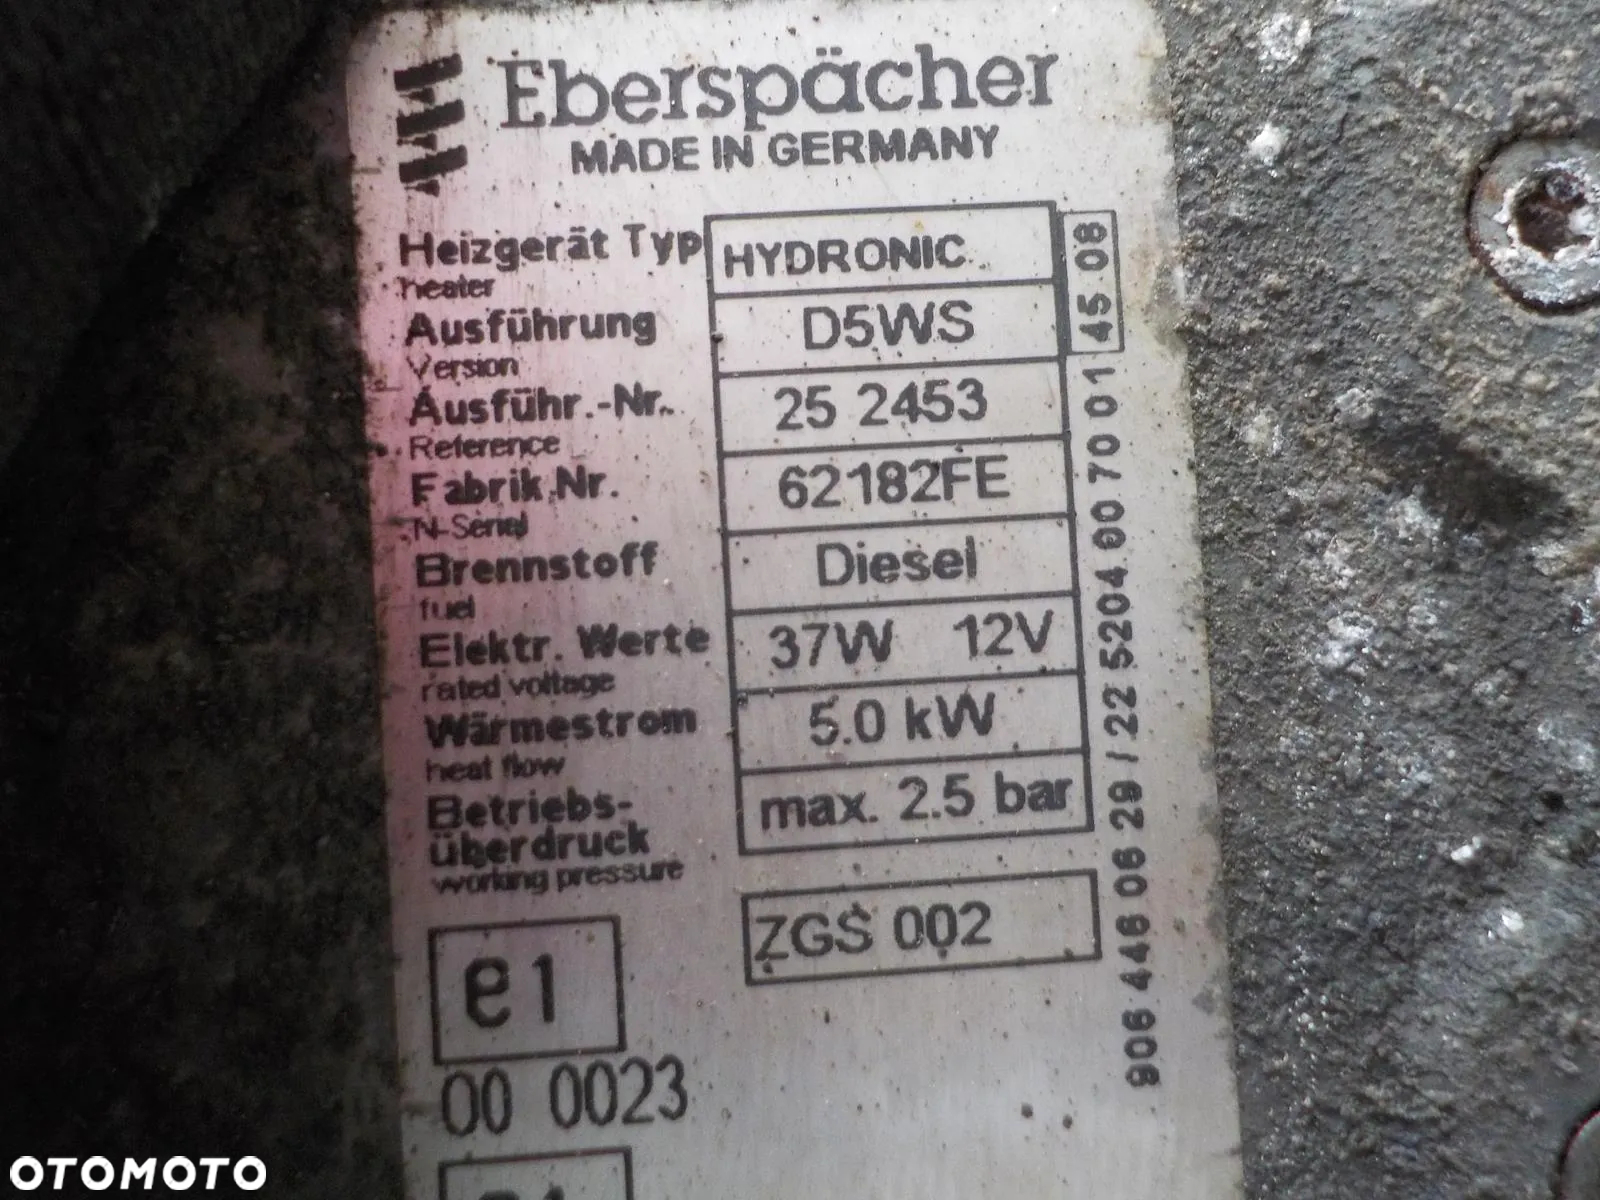 Eberspächer
MADE IN GERMANY
Heizgerät Typ HYDRONIC
heater
Ausführung D5WS
Version
Ausführ.-Nr. 25 2453
Reference
Fabrik.Nr. 62182FE
N-Seriel
Brennstoff Diesel
fuel
Elektr. Werte 37W 12V
rated voltage
Wärmestrom 5.0 kW
heat flow
Betriebs- max. 2.5 bar
überdruck
working pressure
ZGS 002
e1
00 0023
906 446 06 29 / 22 5204 00 70 01 45 08
OTOMOTO